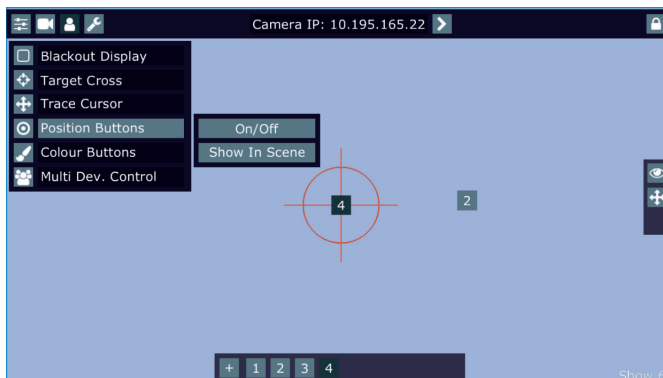 Camera IP: 10.195.165.22
Blackout Display
Target Cross
Trace Cursor
Position Buttons
On/Off
Colour Buttons
Show In Scene
Multi Dev. Control
4
2
+ 1 2 3 4
Show